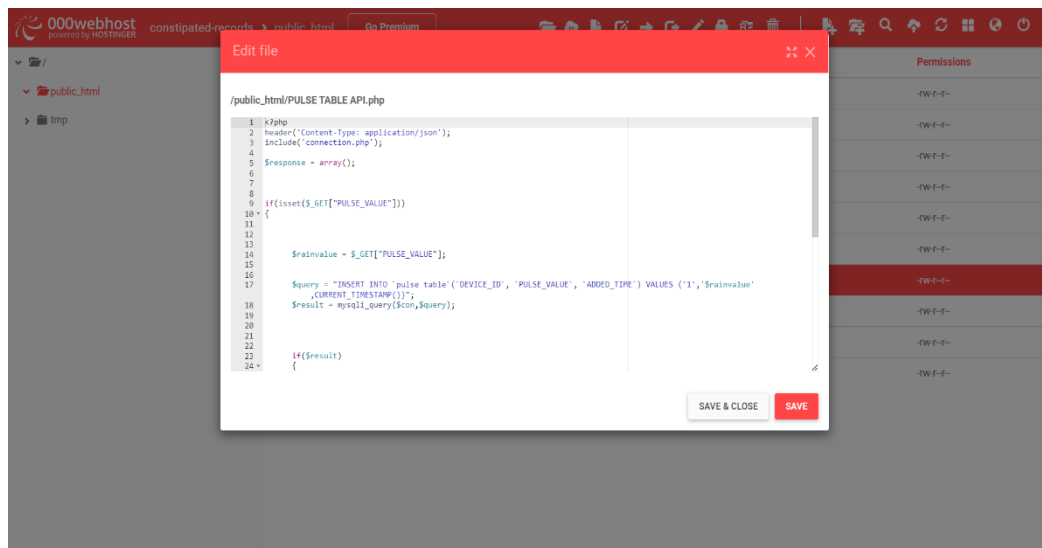 000webhost
powered by HOSTINGER
constipated-records > public_html
Go Premium
/
public_html
tmp
Edit file
/public_html/PULSE TABLE API.php
1 <?php
2 header('Content-Type: application/json');
3 include('connection.php');
4
5 $response = array();
6
7
8
9 if(isset($_GET["PULSE_VALUE"]))
10 {
11
12
13
14 $rainvalue = $_GET["PULSE_VALUE"];
15
16
17 $query = "INSERT INTO `pulse table`(`DEVICE_ID`, `PULSE_VALUE`, `ADDED_TIME`) VALUES ('1','$rainvalue'
,CURRENT_TIMESTAMP())";
18 $result = mysqli_query($con,$query);
19
20
21
22
23 if($result)
24 {
SAVE & CLOSE
SAVE
Permissions
-rw-r--r--
-rw-r--r--
-rw-r--r--
-rw-r--r--
-rw-r--r--
-rw-r--r--
-rw-r--r--
-rw-r--r--
-rw-r--r--
-rw-r--r--